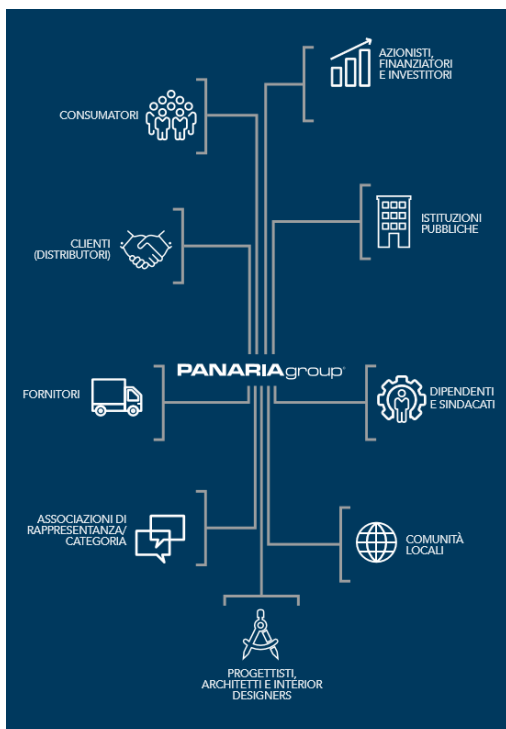 AZIONISTI,
FINANZIATORI
E INVESTITORI
CONSUMATORI
ISTITUZIONI
PUBBLICHE
CLIENTI
(DISTRIBUTORI)
PANARIAgroup®
FORNITORI
DIPENDENTI
E SINDACATI
ASSOCIAZIONI DI
RAPPRESENTANZA/
CATEGORIA
COMUNITÀ
LOCALI
PROGETTISTI,
ARCHITETTI E INTERIOR
DESIGNERS